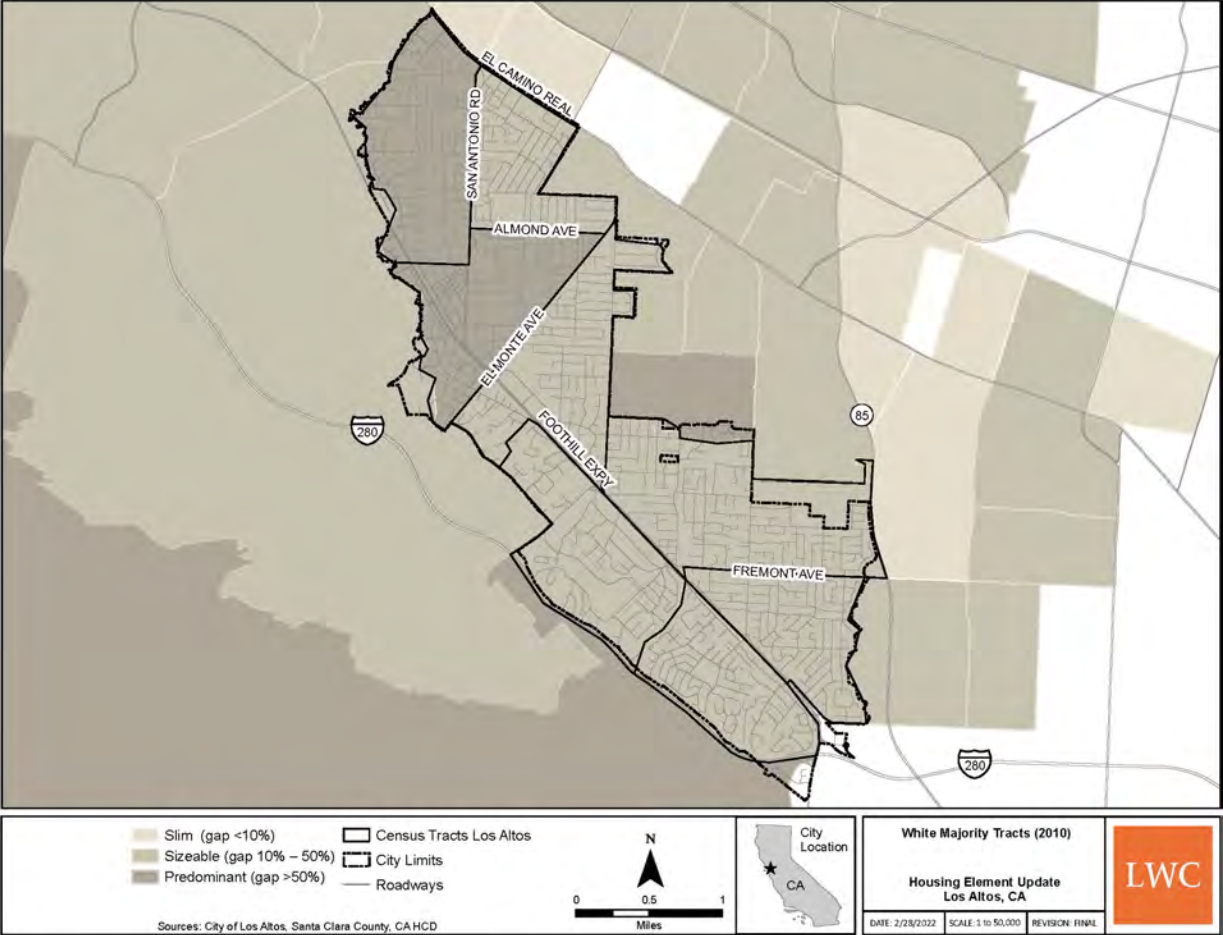 EL CAMINO REAL
SAN ANTONIO RD
ALMOND AVE
EL MONTE AVE
FOOTHILL EXPY
85
280
FREMONT AVE
280
Slim (gap <10%)
Sizeable (gap 10% – 50%)
Predominant (gap >50%)
Census Tracts Los Altos
City Limits
Roadways
Sources: City of Los Altos, Santa Clara County, CA HCD
N
0 0.5 1
Miles
City
Location
CA
White Majority Tracts (2010)
Housing Element Update
Los Altos, CA
DATE: 2/28/2022 SCALE: 1 to 50,000 REVISION: FINAL
LWC